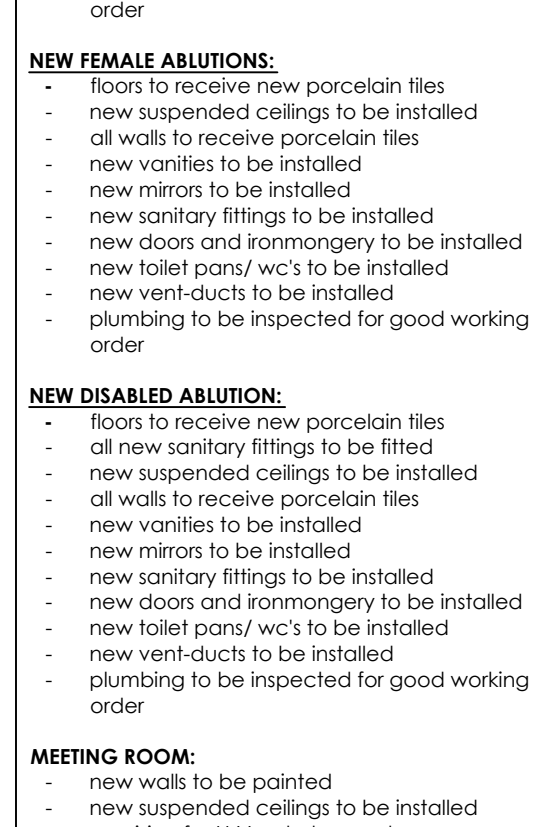 order
NEW FEMALE ABLUTIONS:
- floors to receive new porcelain tiles
- new suspended ceilings to be installed
- all walls to receive porcelain tiles
- new vanities to be installed
- new mirrors to be installed
- new sanitary fittings to be installed
- new doors and ironmongery to be installed
- new toilet pans/ wc's to be installed
- new vent-ducts to be installed
- plumbing to be inspected for good working
order
NEW DISABLED ABLUTION:
- floors to receive new porcelain tiles
- all new sanitary fittings to be fitted
- new suspended ceilings to be installed
- all walls to receive porcelain tiles
- new vanities to be installed
- new mirrors to be installed
- new sanitary fittings to be installed
- new doors and ironmongery to be installed
- new toilet pans/ wc's to be installed
- new vent-ducts to be installed
- plumbing to be inspected for good working
order
MEETING ROOM:
- new walls to be painted
- new suspended ceilings to be installed